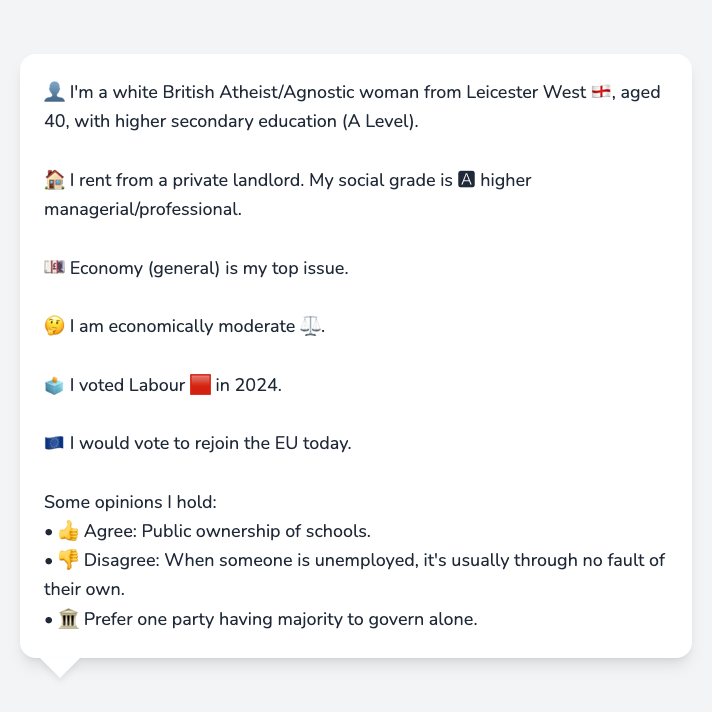 👤 I'm a white British Atheist/Agnostic woman from Leicester West 🏴󠁧󠁢󠁥󠁮󠁧󠁿, aged
40, with higher secondary education (A Level).
🏠 I rent from a private landlord. My social grade is 🅰 higher
managerial/professional.
💷 Economy (general) is my top issue.
🤔 I am economically moderate ⚖️.
🗳️ I voted Labour 🟥 in 2024.
🇪🇺 I would vote to rejoin the EU today.
Some opinions I hold:
• 👍 Agree: Public ownership of schools.
• 👎 Disagree: When someone is unemployed, it's usually through no fault of
their own.
• 🏛️ Prefer one party having majority to govern alone.